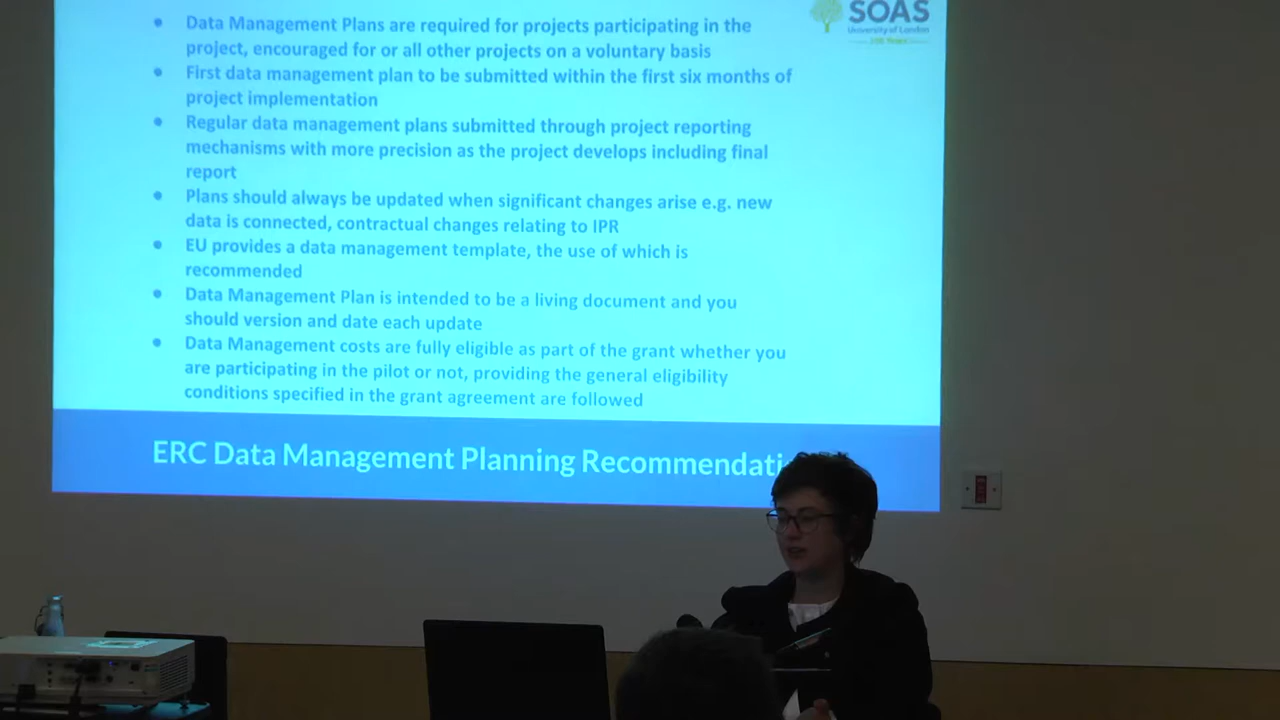 Data Management Plans are required for projects participating in the
project, encouraged for or all other projects on a voluntary basis
First data management plan to be submitted within the first six months of
project implementation
Regular data management plans submitted through project reporting
mechanisms with more precision as the project develops including final
report
Plans should always be updated when significant changes arise e.g. new
data is connected, contractual changes relating to IPR
EU provides a data management template, the use of which is
recommended
Data Management Plan is intended to be a living document and you
should version and date each update
Data Management costs are fully eligible as part of the grant whether you
are participating in the pilot or not, providing the general eligibility
conditions specified in the grant agreement are followed
SOAS
University of London
ERC Data Management Planning Recommendati